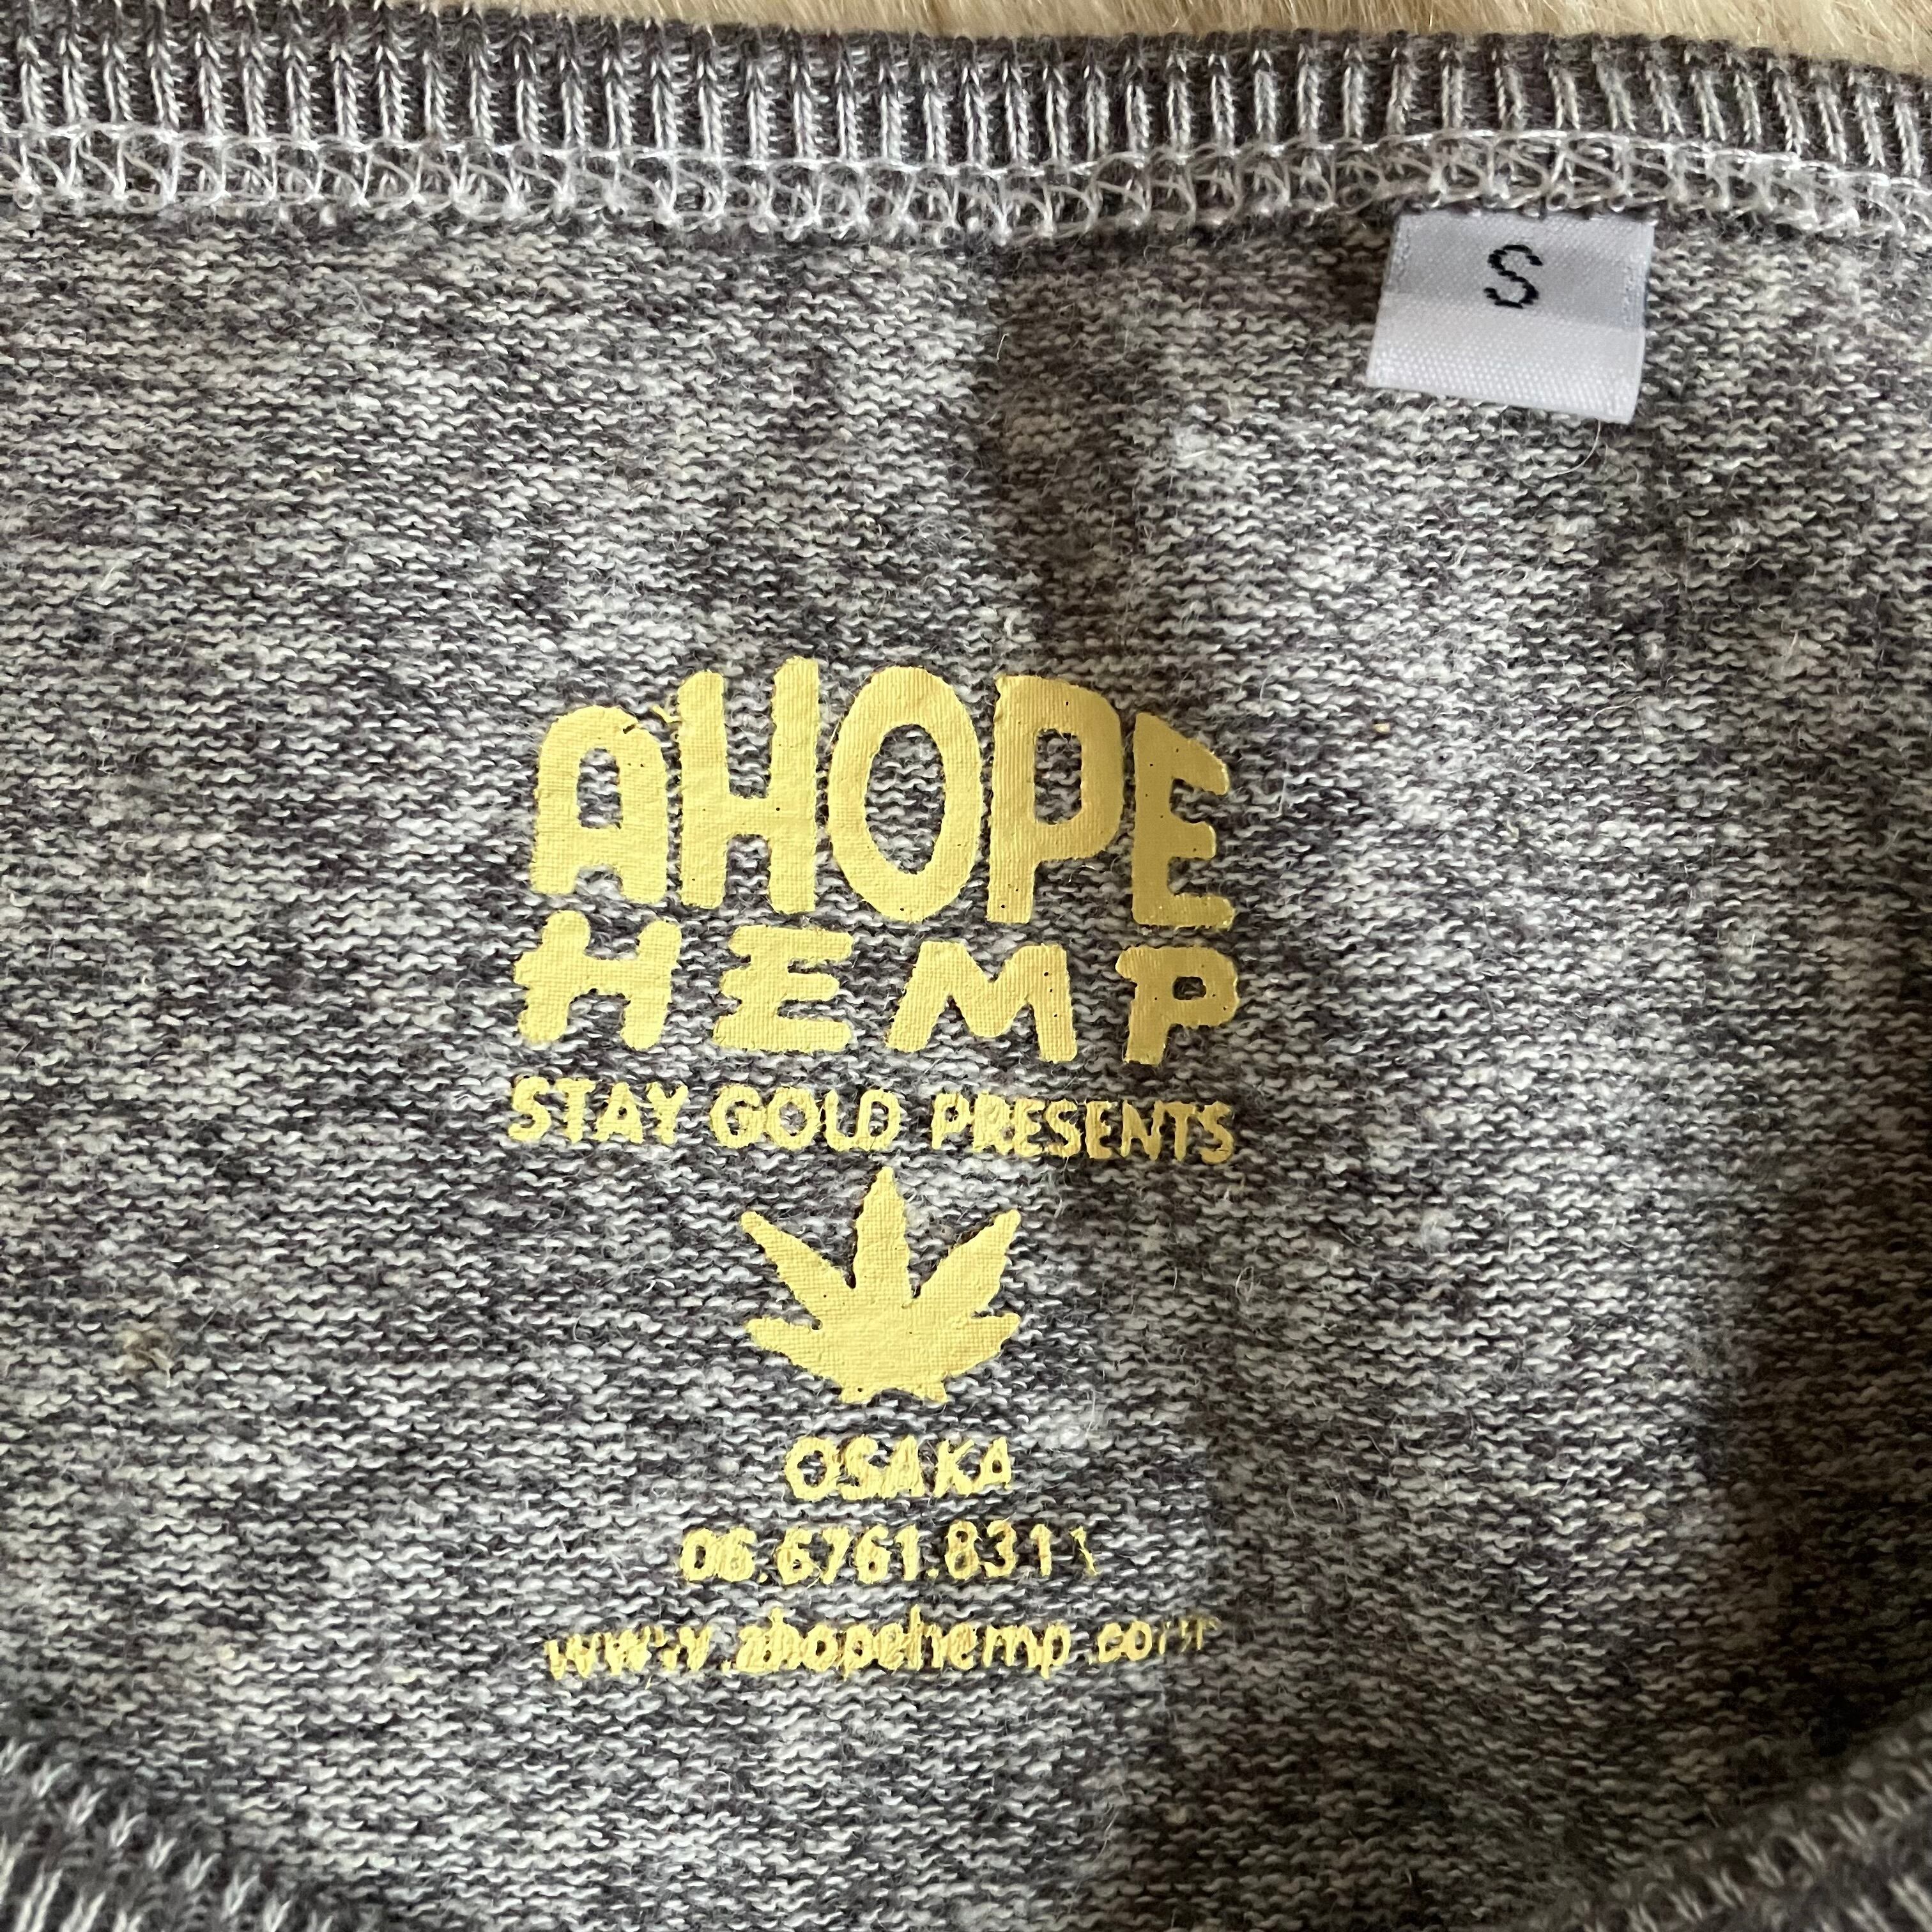 S
AHOPE
HEMP
STAY GOLD PRESENTS
OSAKA
06.6761.8311
www.ahopehemp.com